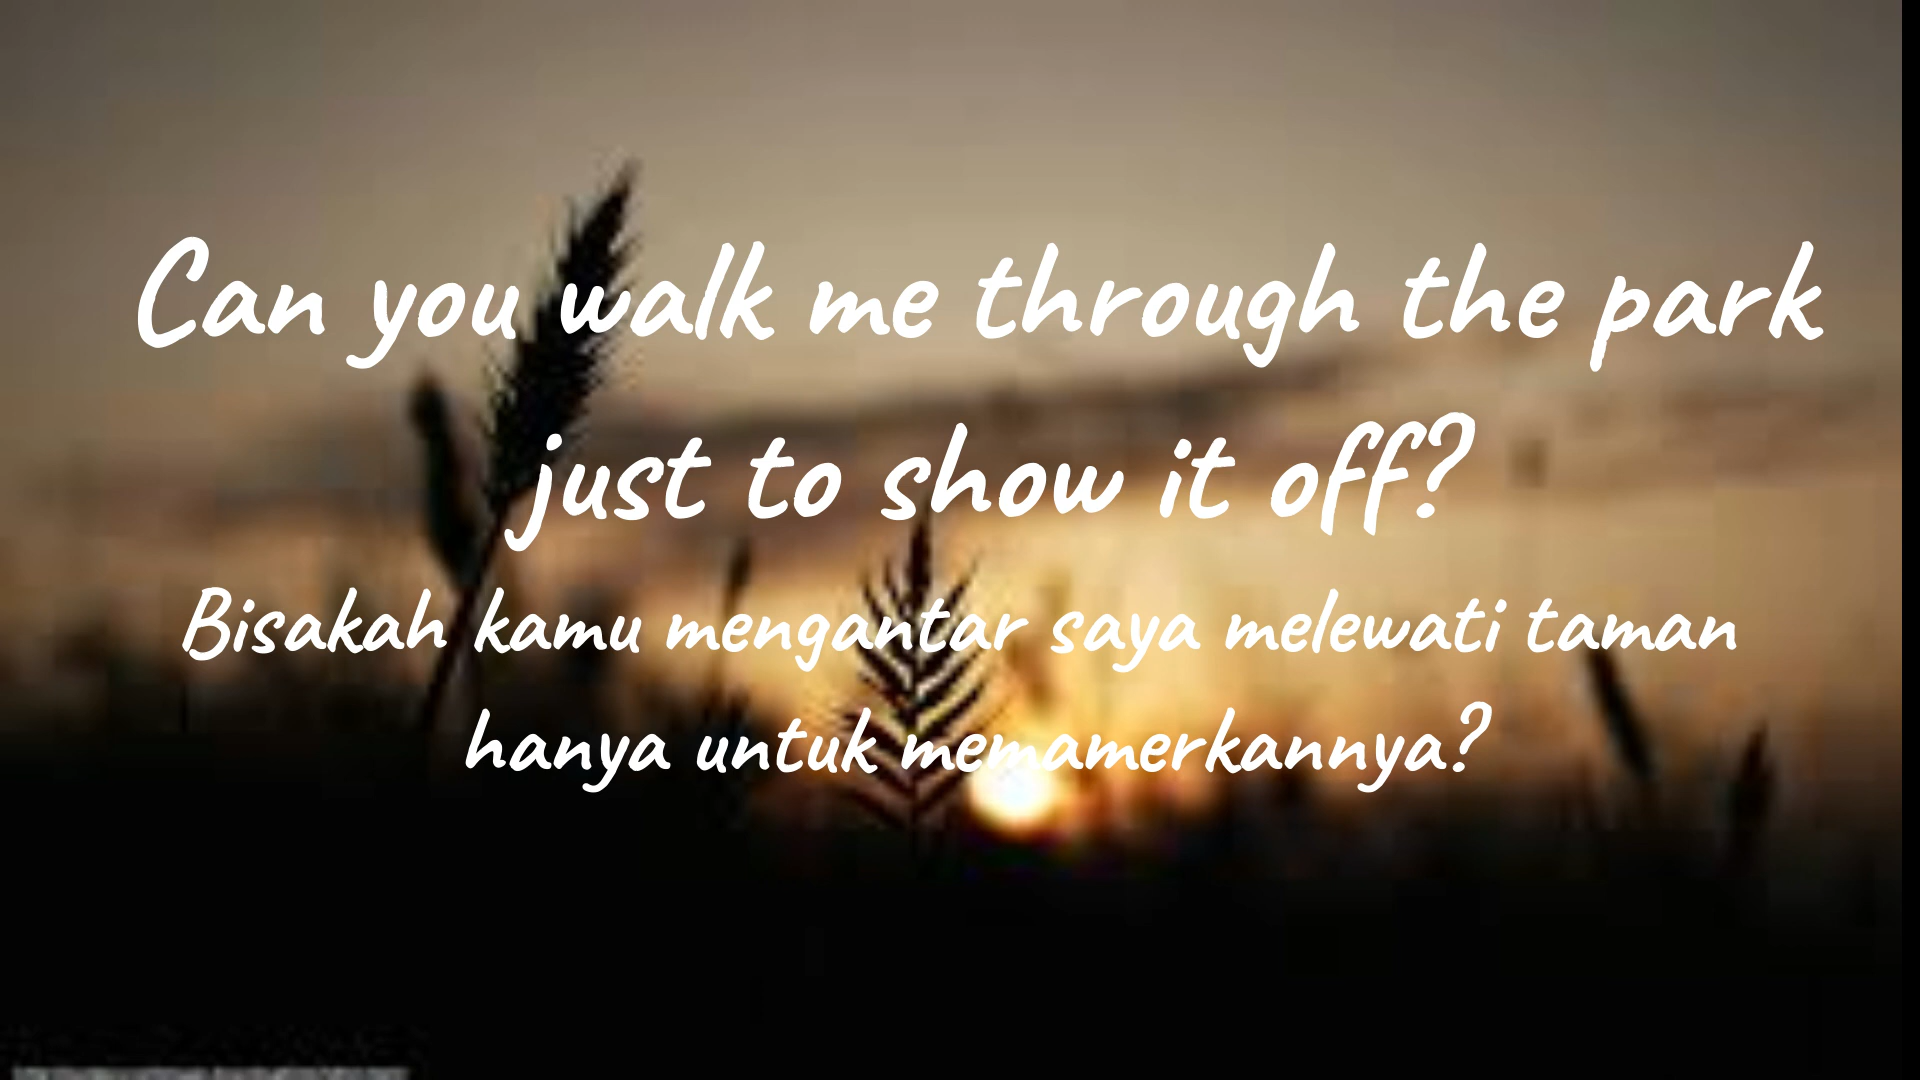 Can you walk me through the park
just to show it off?
Bisakah kamu mengantar saya melewati taman
hanya untuk memamerkannya?